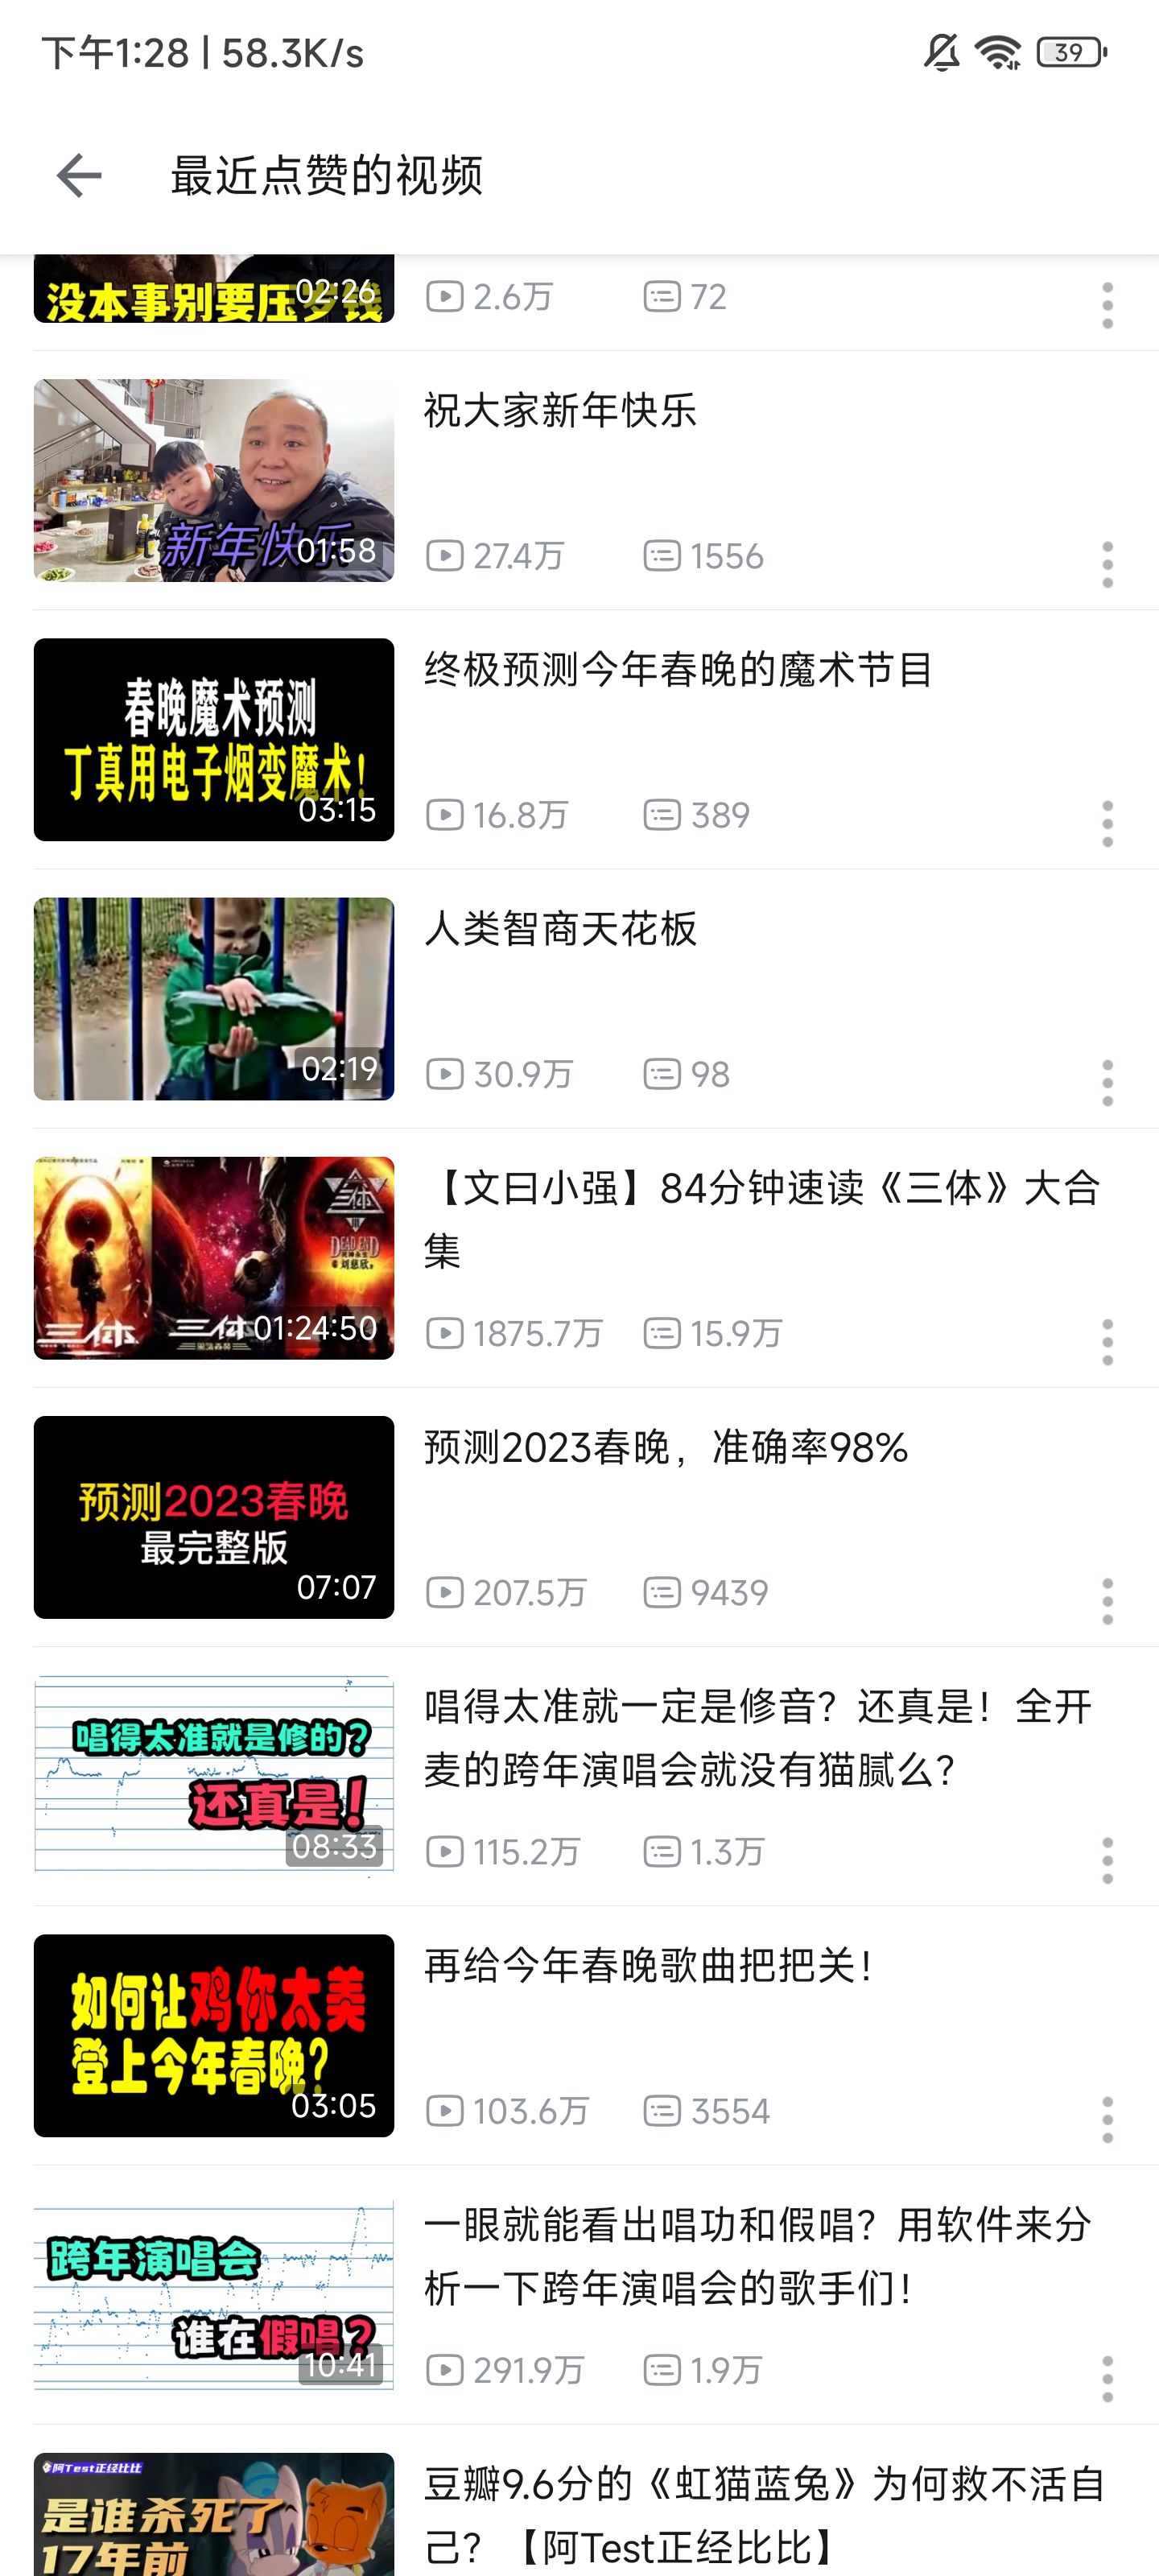 下午1:28 | 58.3K/s
39
最近点赞的视频
没本事别要压岁钱
02:26
2.6万
72
新年快乐
01:58
祝大家新年快乐
27.4万
1556
春晚魔术预测
丁真用电子烟变魔术!
03:15
终极预测今年春晚的魔术节目
16.8万
389
02:19
人类智商天花板
30.9万
98
三体
三体
三体
III
DEAD END
刘慈欣
01:24:50
【文曰小强】84分钟速读《三体》大合
集
1875.7万
15.9万
预测2023春晚
最完整版
07:07
预测2023春晚，准确率98%
207.5万
9439
唱得太准就是修的？
还真是！
08:33
唱得太准就一定是修音？还真是！全开
麦的跨年演唱会就没有猫腻么？
115.2万
1.3万
如何让鸡你太美
登上今年春晚？
03:05
再给今年春晚歌曲把把关！
103.6万
3554
跨年演唱会
谁在假唱？
10:41
一眼就能看出唱功和假唱？用软件来分
析一下跨年演唱会的歌手们！
291.9万
1.9万
阿Test正经比比
是谁杀死了
17年前
豆瓣9.6分的《虹猫蓝兔》为何救不活自
己？【阿Test正经比比】